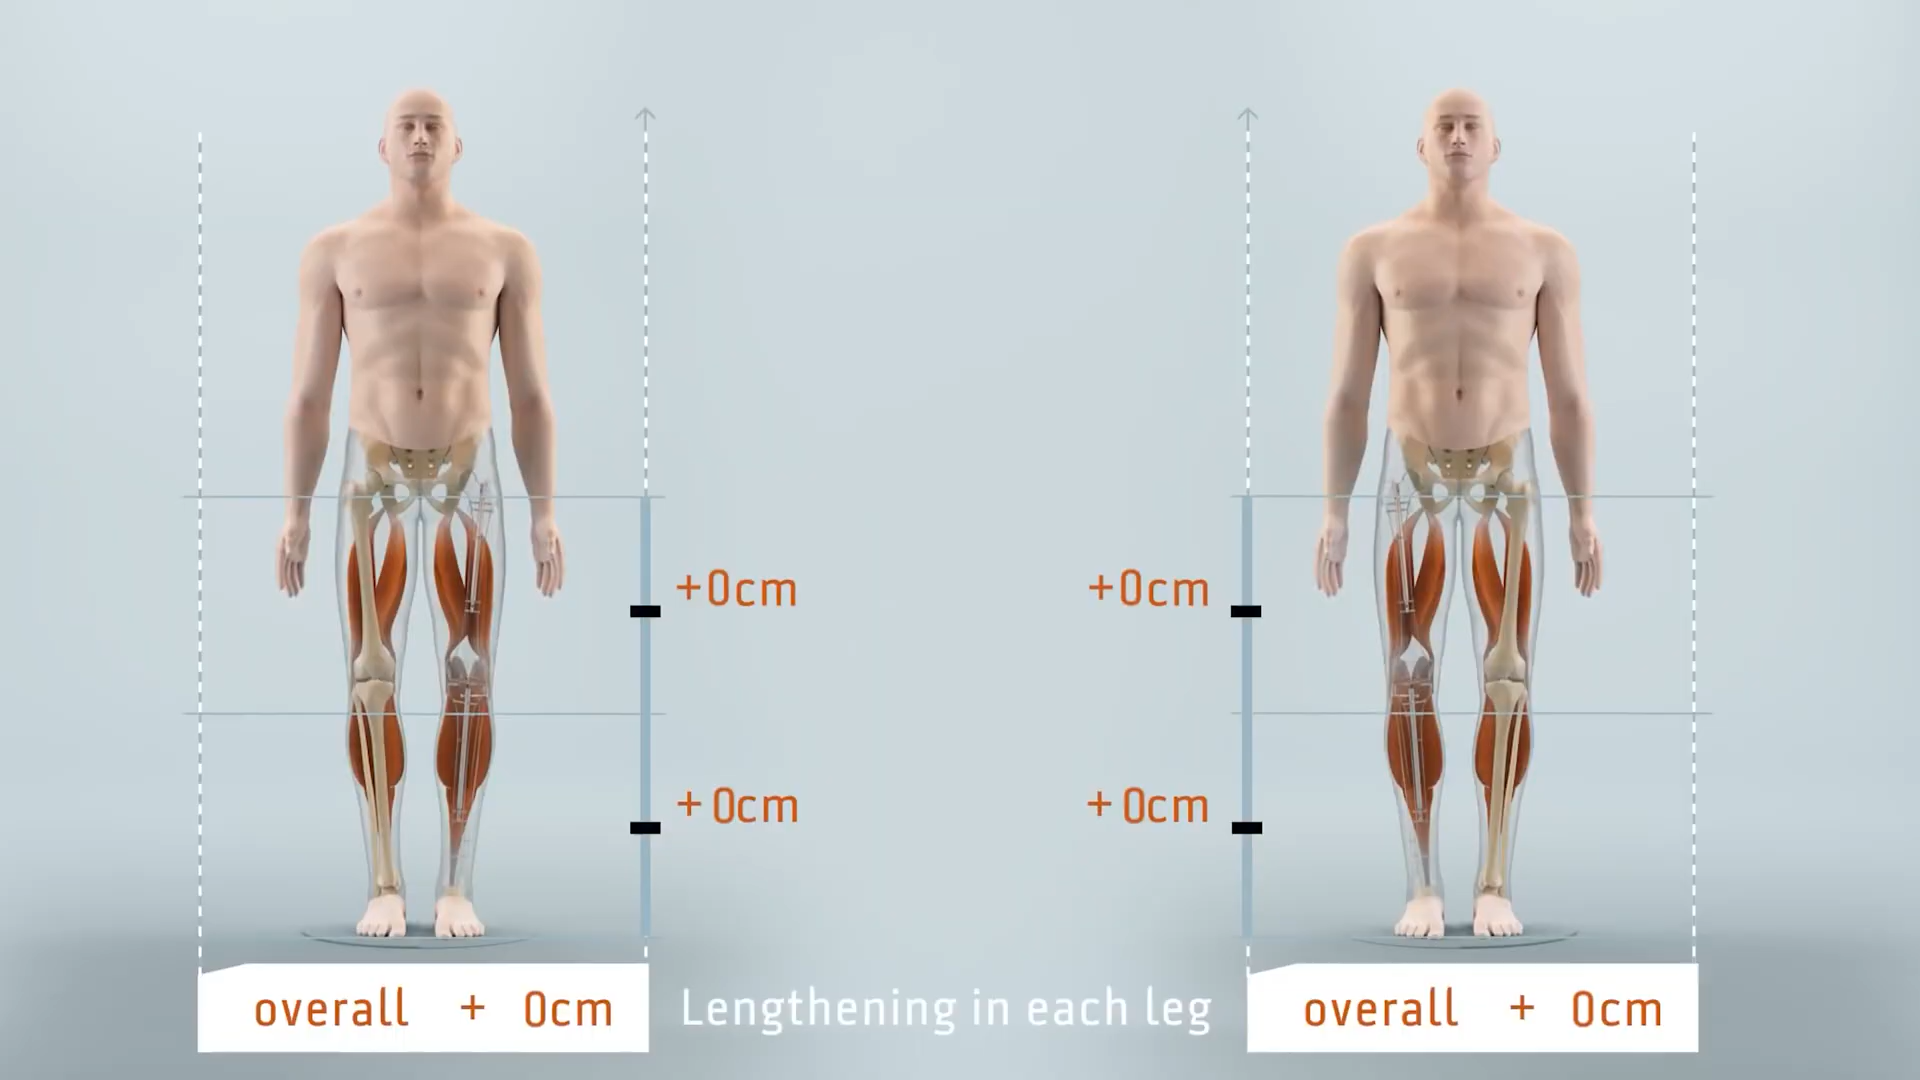 +0cm
+0cm
+0cm
+0cm
overall + 0cm
Lengthening in each leg
overall + 0cm